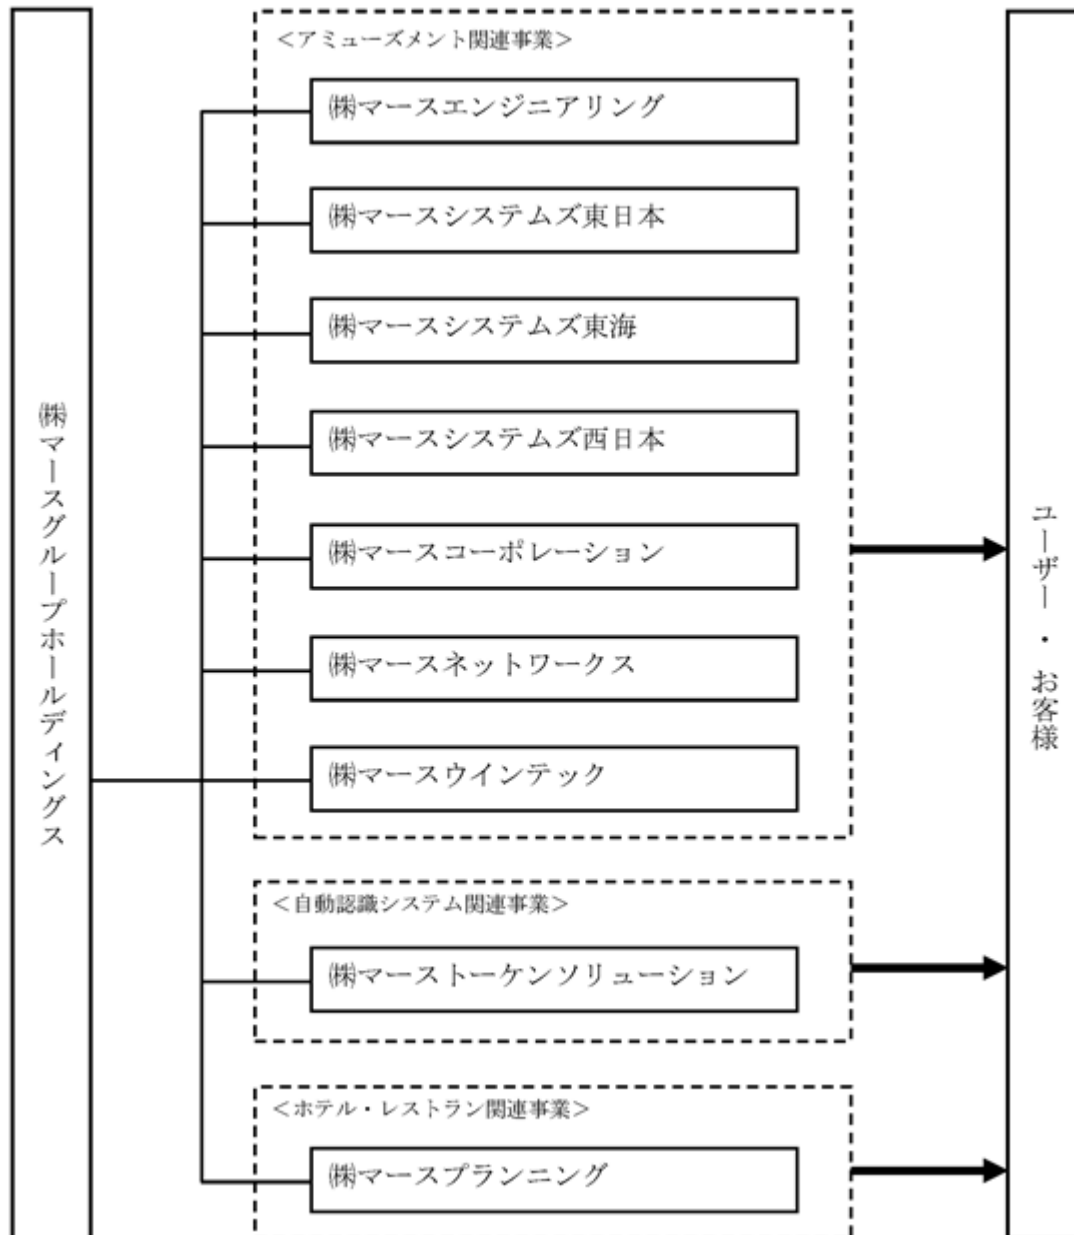 ㈱マースグループホールディングス
＜アミューズメント関連事業＞
㈱マースエンジニアリング
㈱マースシステムズ東日本
㈱マースシステムズ東海
㈱マースシステムズ西日本
㈱マースコーポレーション
㈱マースネットワークス
㈱マースウインテック
＜自動認識システム関連事業＞
㈱マーストーケンソリューション
＜ホテル・レストラン関連事業＞
㈱マースプランニング
ユーザー・お客様